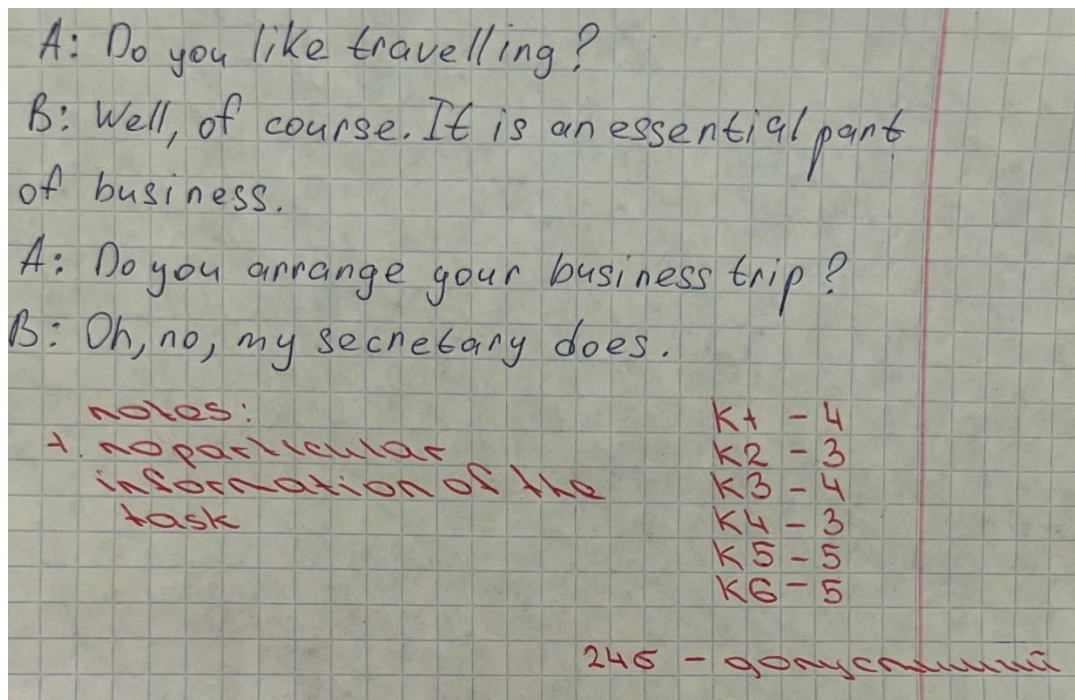 A: Do you like travelling?
B: Well, of course. It is an essential part
of business.
A: Do you arrange your business trip?
B: Oh, no, my secretary does.
notes:
1. no particular
information of the
task
K1 - 4
K2 - 3
K3 - 4
K4 - 3
K5 - 5
K6 - 5
24б - допустимий